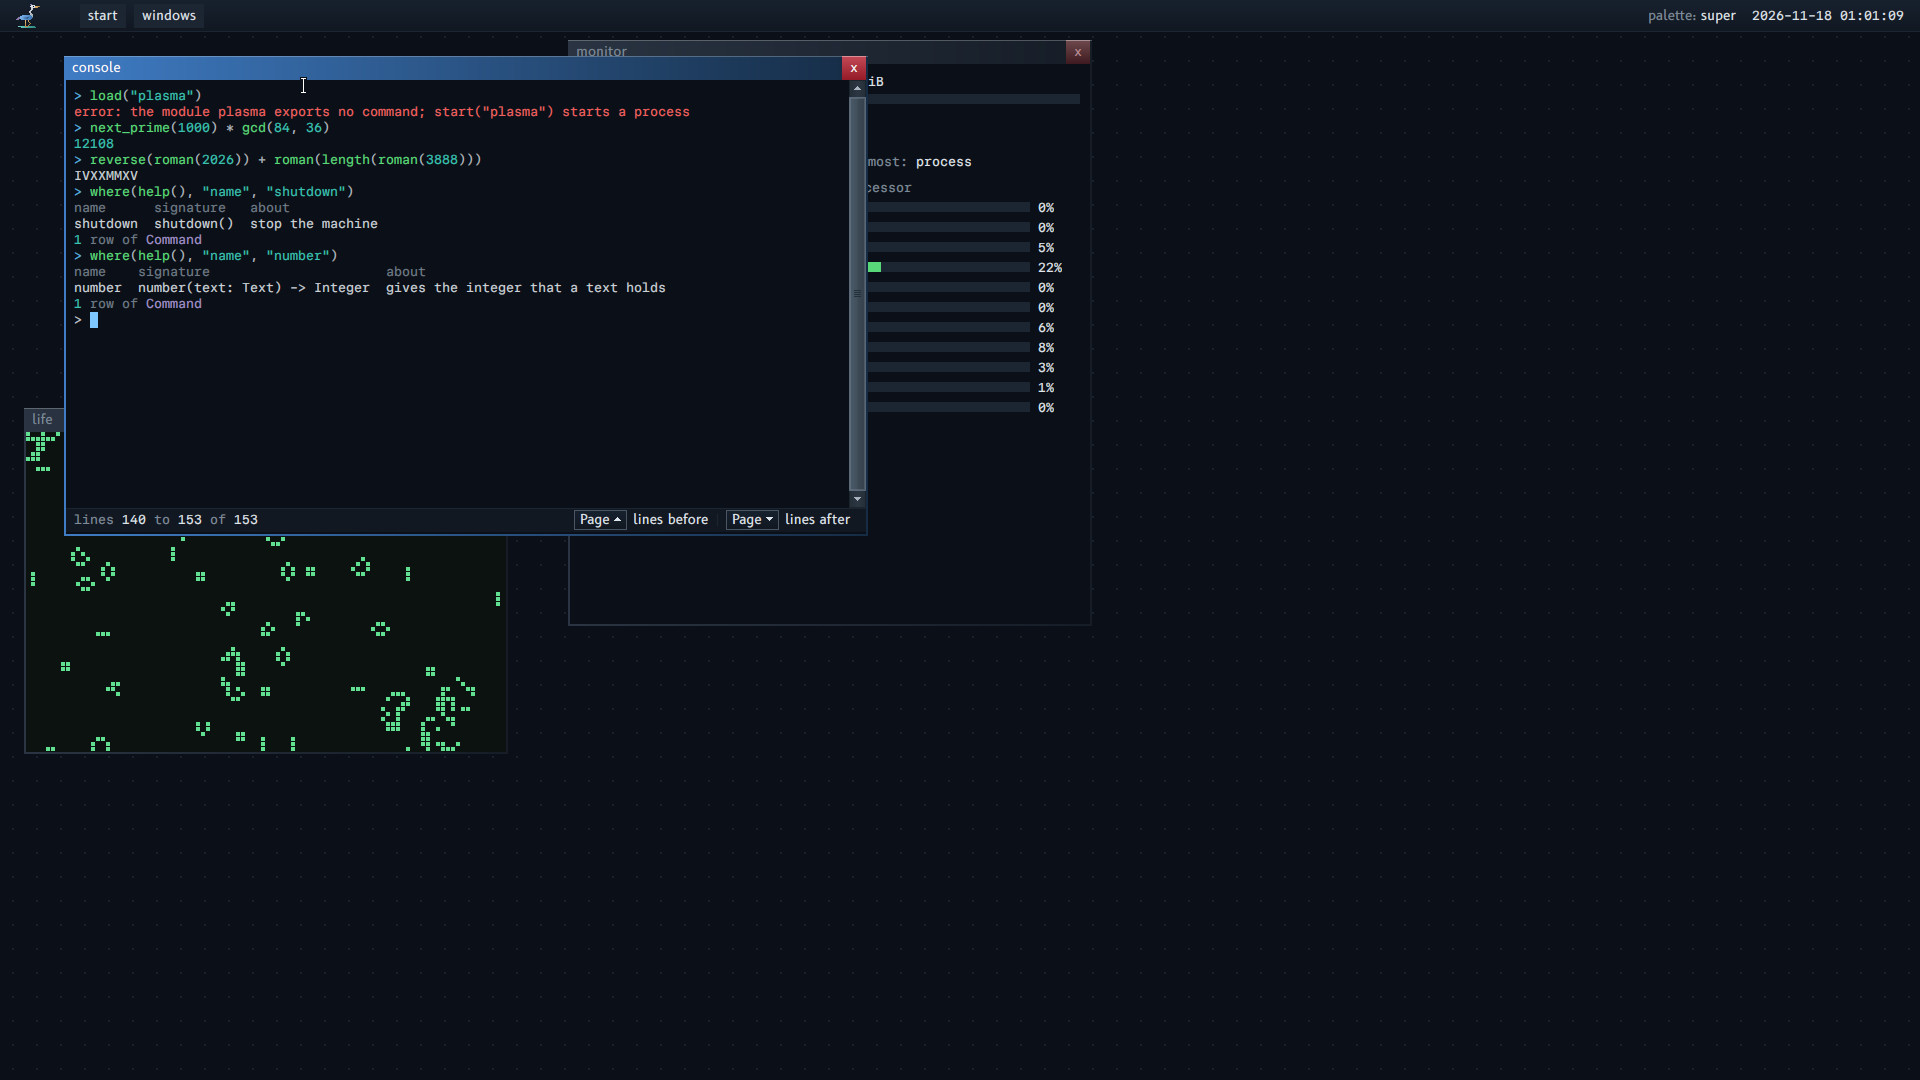 start windows palette: super 2026-11-18 01:01:09
monitor x
console x
iB
> load("plasma")
error: the module plasma exports no command; start("plasma") starts a process
> next_prime(1000) * gcd(84, 36)
12108
> reverse(roman(2026)) + roman(length(roman(3888)))
IVXXMMXV
> where(help(), "name", "shutdown")
name signature about
shutdown shutdown() stop the machine
1 row of Command
> where(help(), "name", "number")
name signature about
number number(text: Text) -> Integer gives the integer that a text holds
1 row of Command
>
lines 140 to 153 of 153 Page lines before Page lines after
most: process
cessor
0%
0%
5%
22%
0%
0%
6%
8%
3%
1%
0%
life